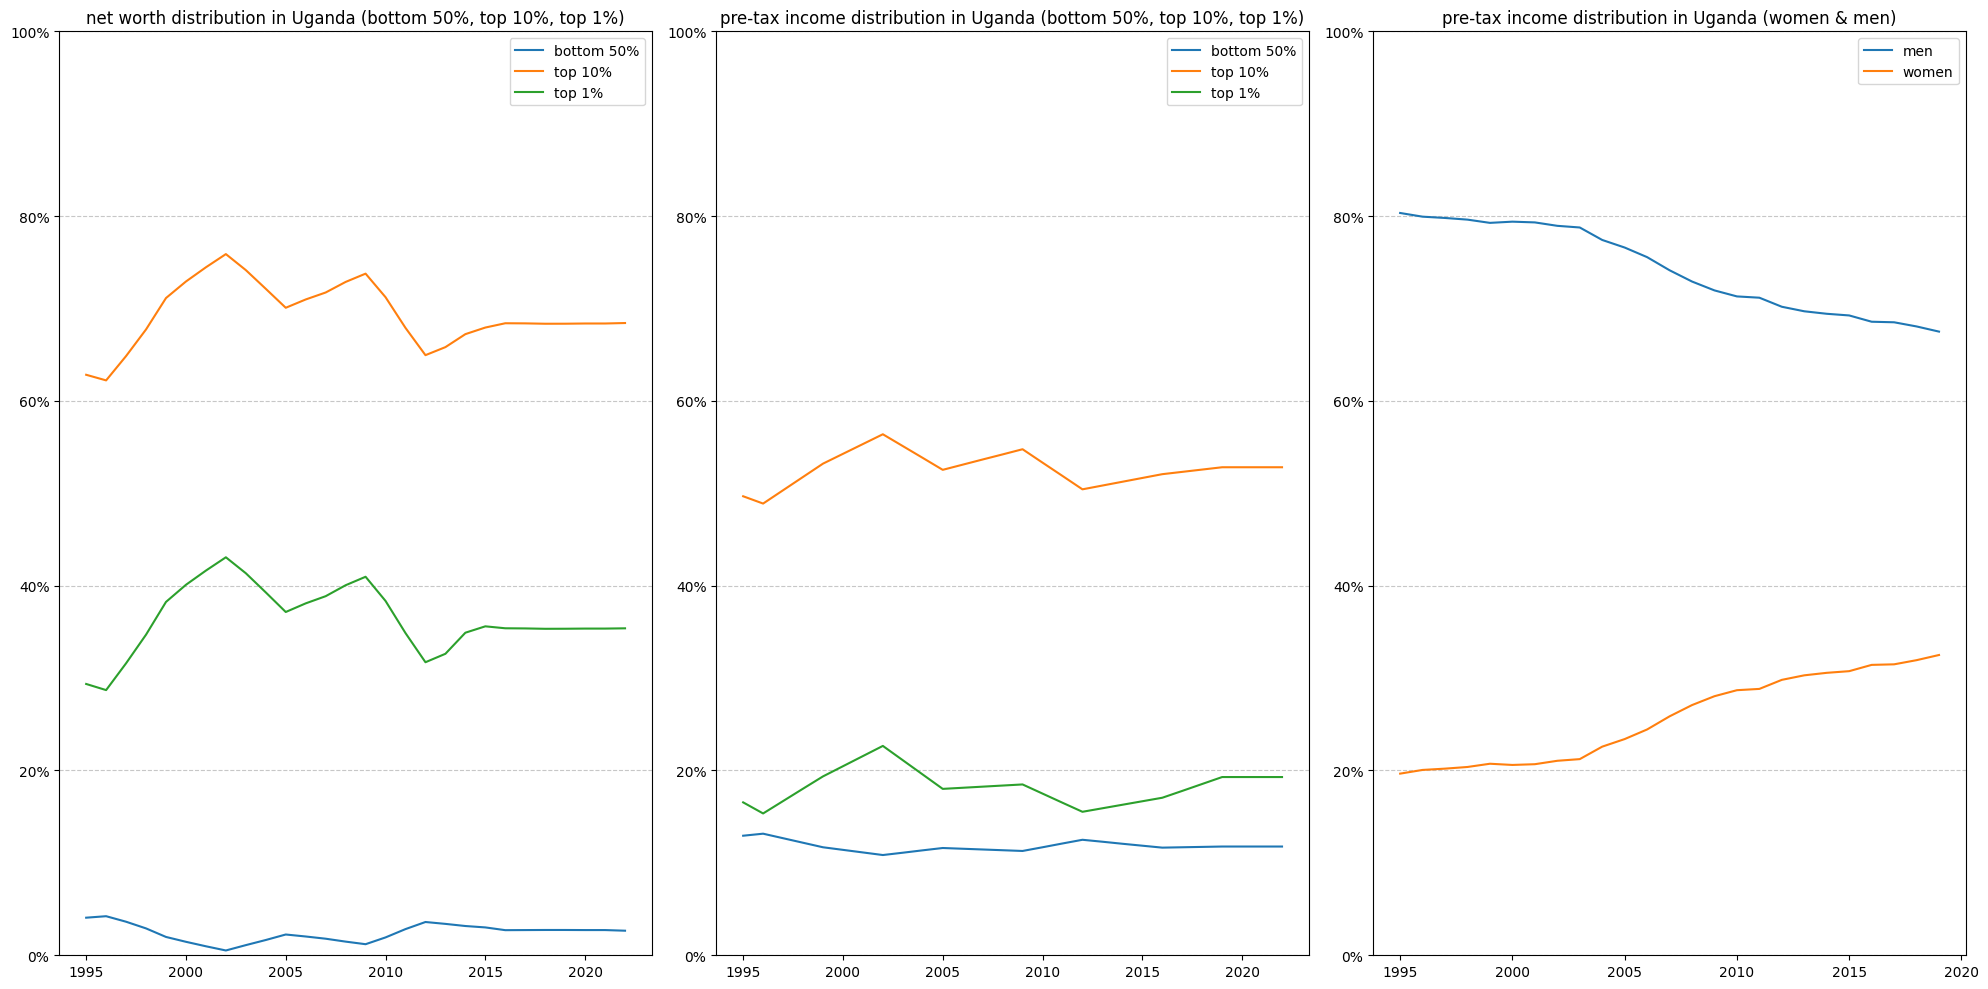 net worth distribution in Uganda (bottom 50%, top 10%, top 1%)
100%
80%
60%
40%
20%
0%
1995 2000 2005 2010 2015 2020
bottom 50%
top 10%
top 1%
pre-tax income distribution in Uganda (bottom 50%, top 10%, top 1%)
100%
80%
60%
40%
20%
0%
1995 2000 2005 2010 2015 2020
bottom 50%
top 10%
top 1%
pre-tax income distribution in Uganda (women & men)
100%
80%
60%
40%
20%
0%
1995 2000 2005 2010 2015 2020
men
women